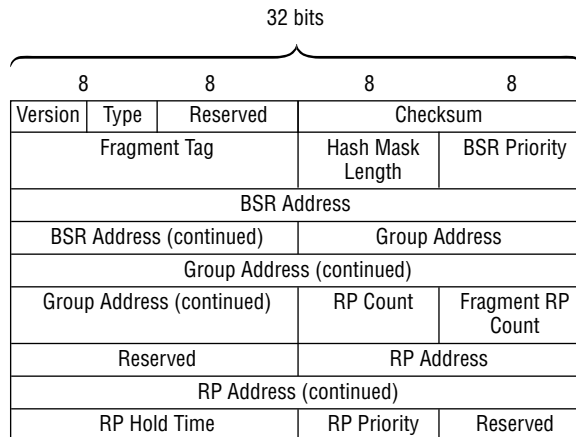 32 bits
8 8 8 8
Version Type Reserved Checksum
Fragment Tag Hash Mask Length BSR Priority
BSR Address
BSR Address (continued) Group Address
Group Address (continued)
Group Address (continued) RP Count Fragment RP Count
Reserved RP Address
RP Address (continued)
RP Hold Time RP Priority Reserved